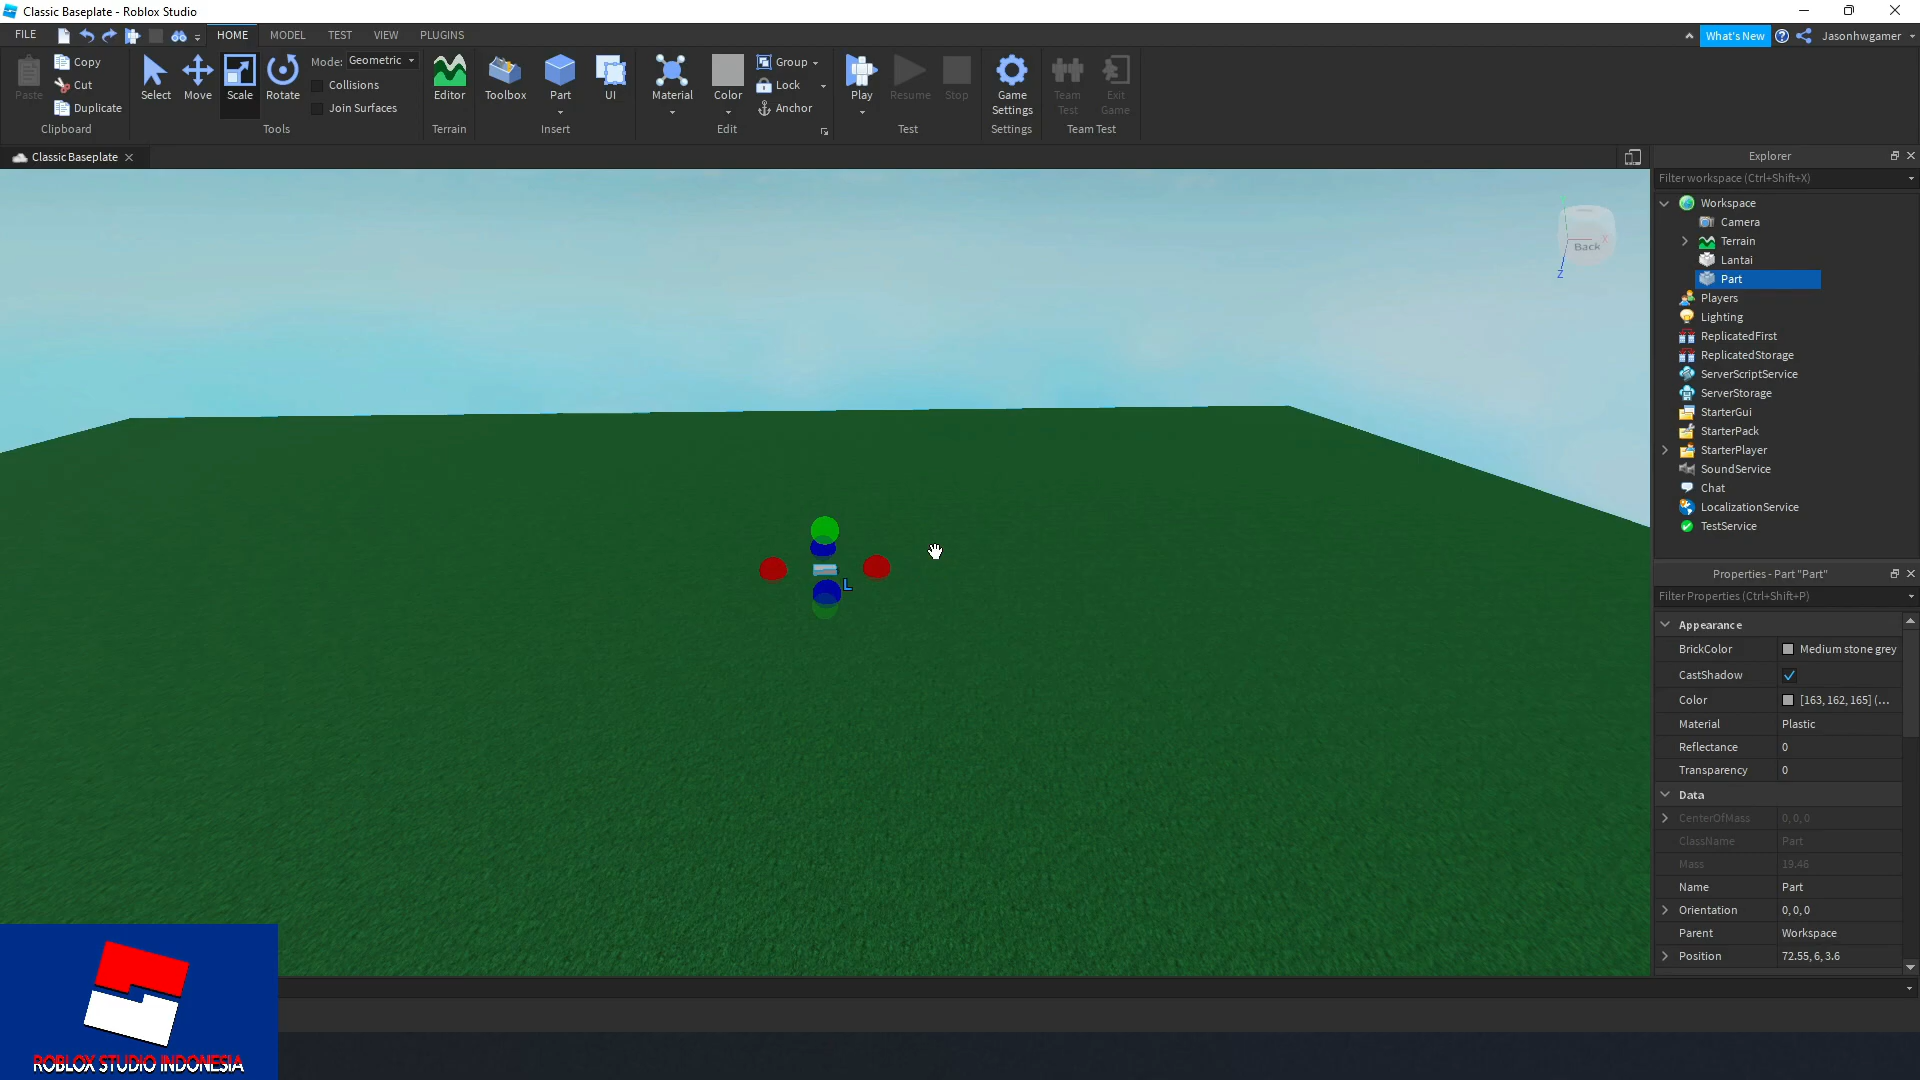 Classic Baseplate - Roblox Studio
FILE HOME MODEL TEST VIEW PLUGINS What's New Jasonhwgamer
Paste Copy Cut Duplicate Clipboard
Select Move Scale Rotate Mode: Geometric Collisions Join Surfaces Tools
Editor Terrain
Toolbox Part UI Insert
Material Color Group Lock Anchor Edit
Play Resume Stop Test
Game Settings Settings
Team Test Exit Game Team Test
Classic Baseplate
Back
X
Z
L
Explorer
Filter workspace (Ctrl+Shift+X)
Workspace
Camera
Terrain
Lantai
Part
Players
Lighting
ReplicatedFirst
ReplicatedStorage
ServerScriptService
ServerStorage
StarterGui
StarterPack
StarterPlayer
SoundService
Chat
LocalizationService
TestService
Properties - Part "Part"
Filter Properties (Ctrl+Shift+P)
Appearance
BrickColor Medium stone grey
CastShadow
Color [163, 162, 165] (...
Material Plastic
Reflectance 0
Transparency 0
Data
CenterOfMass 0, 0, 0
ClassName Part
Mass 19.46
Name Part
Orientation 0, 0, 0
Parent Workspace
Position 72.55, 6, 3.6
ROBLOX STUDIO INDONESIA